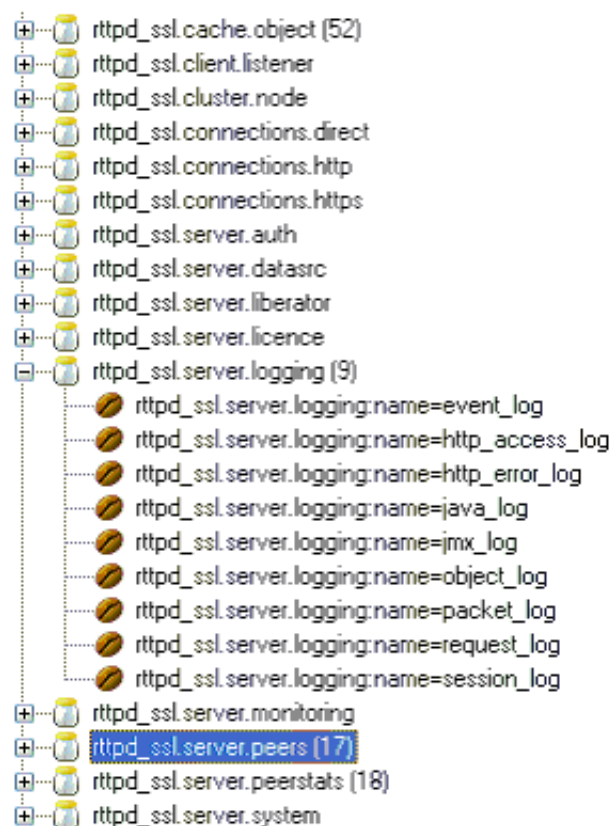 rttpd_ssl.cache.object (52)
rttpd_ssl.client.listener
rttpd_ssl.cluster.node
rttpd_ssl.connections.direct
rttpd_ssl.connections.http
rttpd_ssl.connections.https
rttpd_ssl.server.auth
rttpd_ssl.server.datasrc
rttpd_ssl.server.liberator
rttpd_ssl.server.licence
rttpd_ssl.server.logging (9)
rttpd_ssl.server.logging:name=event_log
rttpd_ssl.server.logging:name=http_access_log
rttpd_ssl.server.logging:name=http_error_log
rttpd_ssl.server.logging:name=java_log
rttpd_ssl.server.logging:name=jmx_log
rttpd_ssl.server.logging:name=object_log
rttpd_ssl.server.logging:name=packet_log
rttpd_ssl.server.logging:name=request_log
rttpd_ssl.server.logging:name=session_log
rttpd_ssl.server.monitoring
rttpd_ssl.server.peers (17)
rttpd_ssl.server.peerstats (18)
rttpd_ssl.server.system